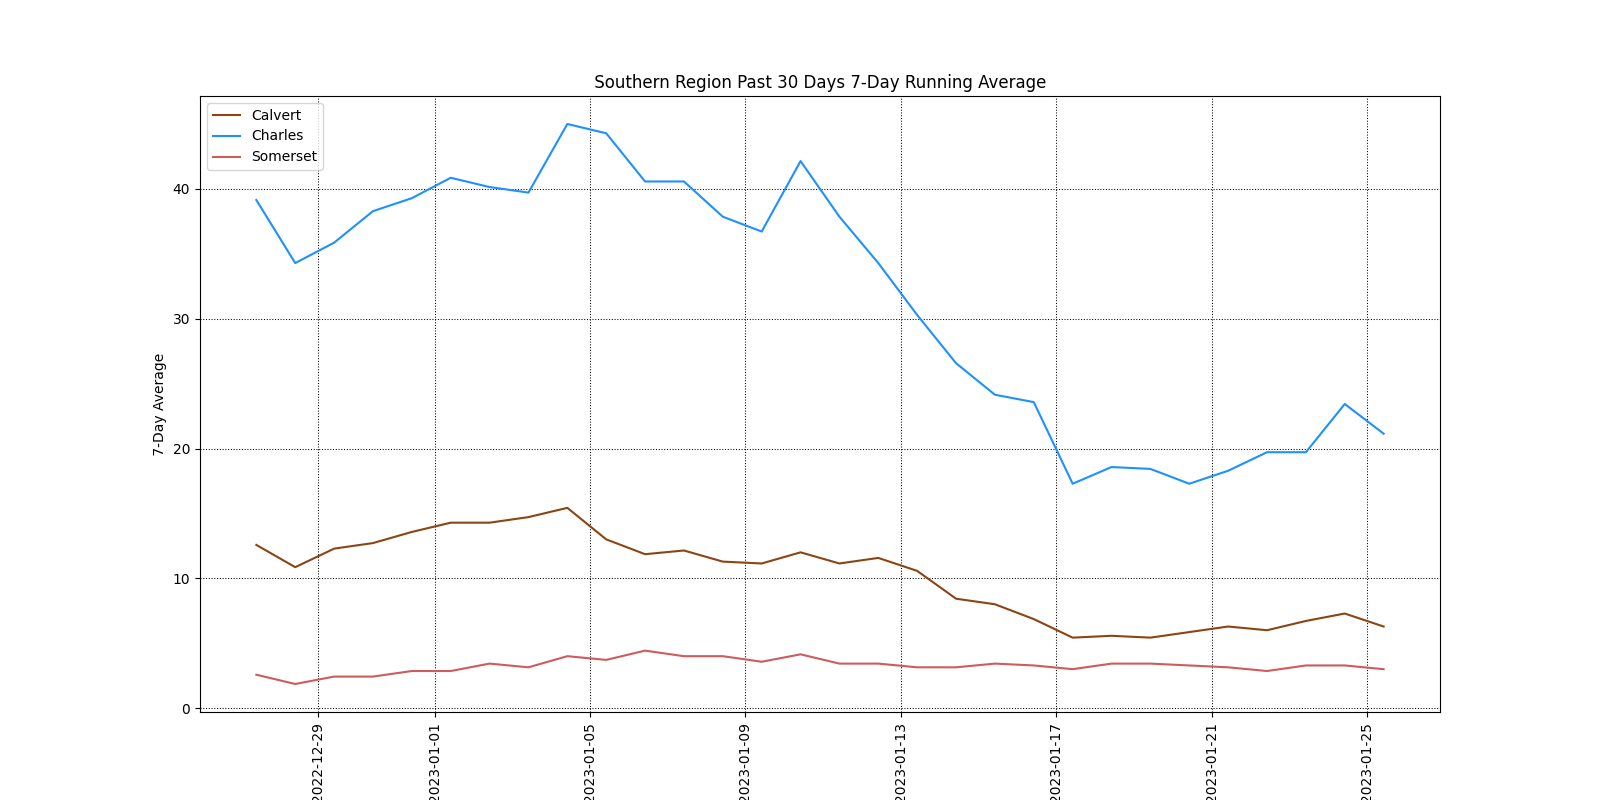 Southern Region Past 30 Days 7-Day Running Average
Calvert
Charles
Somerset
7-Day Average
40
30
20
10
0
2022-12-29
2023-01-01
2023-01-05
2023-01-09
2023-01-13
2023-01-17
2023-01-21
2023-01-25